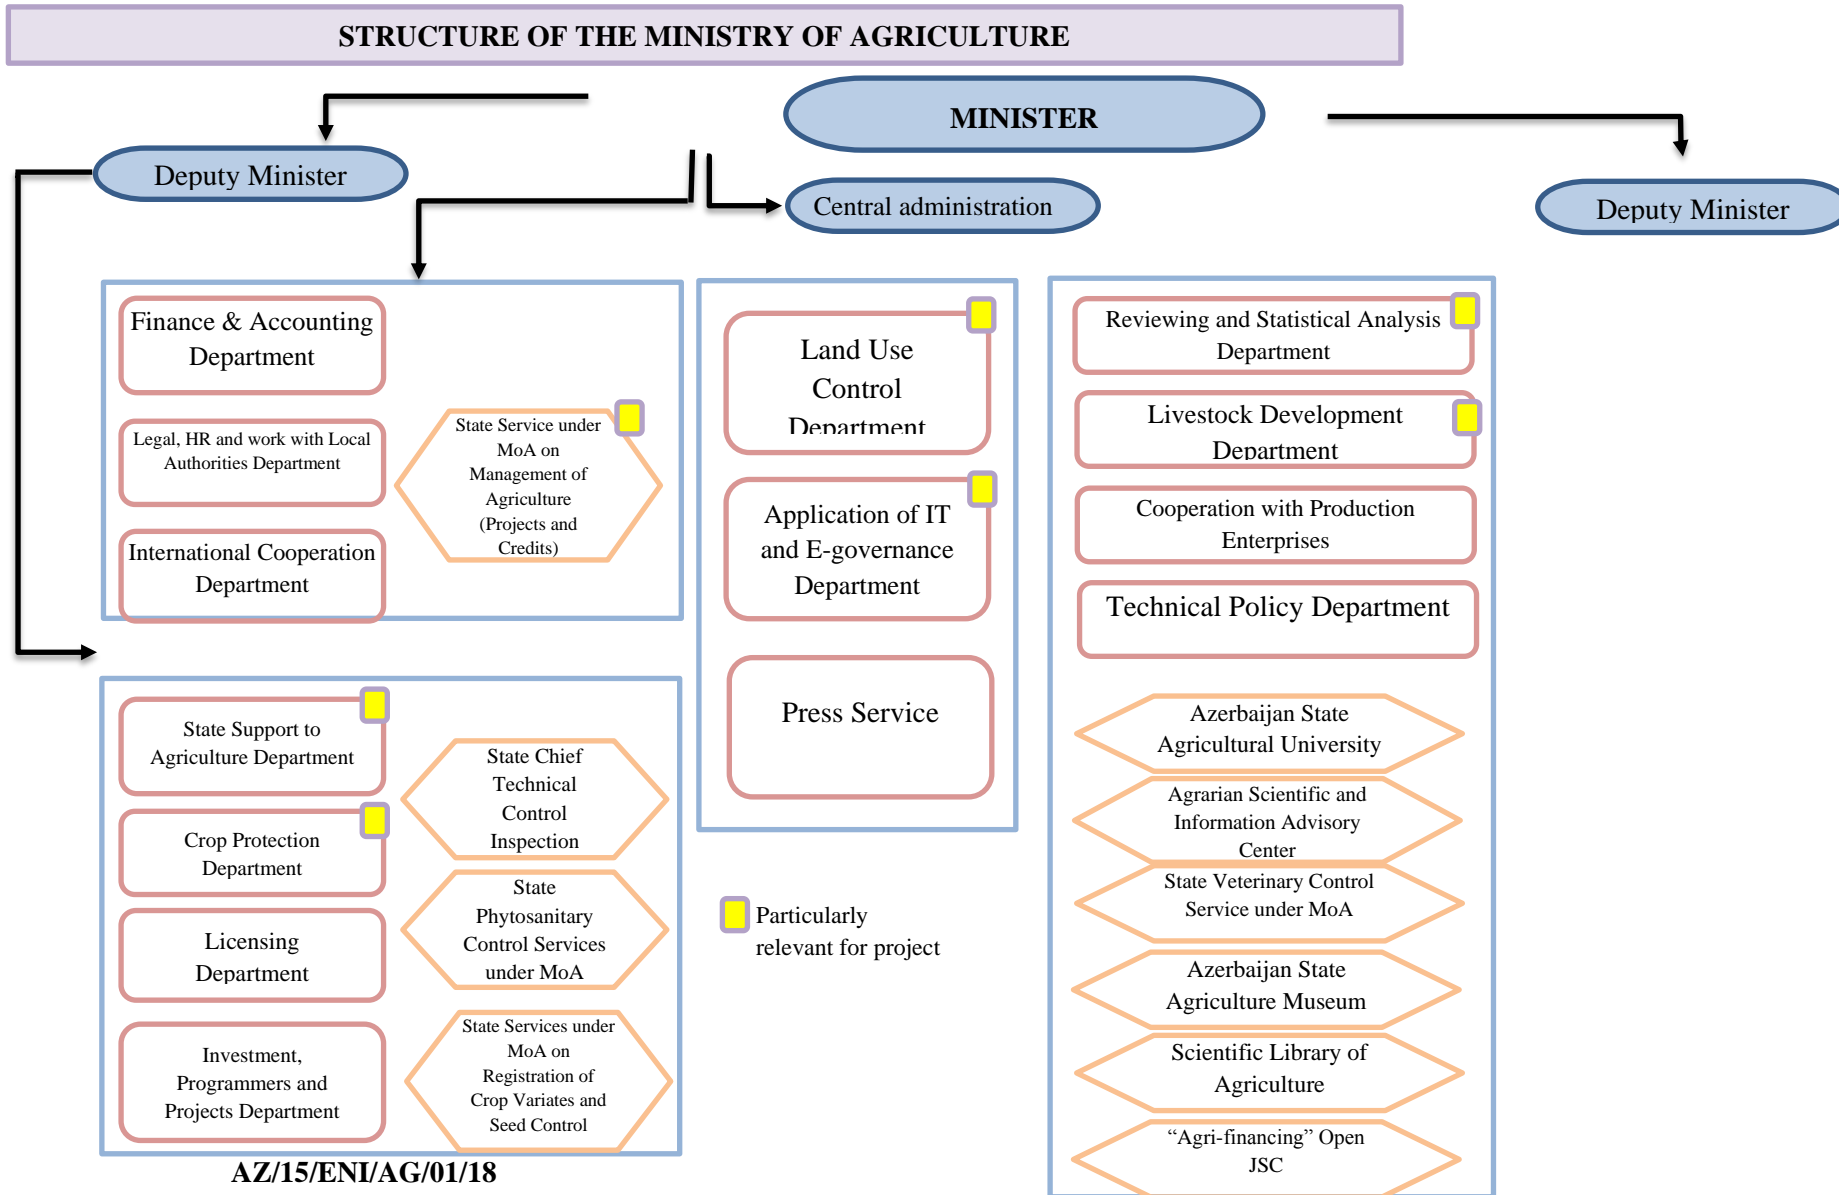 STRUCTURE OF THE MINISTRY OF AGRICULTURE
MINISTER
Deputy Minister
Central administration
Deputy Minister
Finance & Accounting
Department
Legal, HR and work with Local
Authorities Department
International Cooperation
Department
State Service under
MoA on
Management of
Agriculture
(Projects and
Credits)
State Support to
Agriculture Department
Crop Protection
Department
Licensing
Department
Investment,
Programmers and
Projects Department
State Chief
Technical
Control
Inspection
State
Phytosanitary
Control Services
under MoA
State Services under
MoA on
Registration of
Crop Variates and
Seed Control
Land Use
Control
Department
Application of IT
and E-governance
Department
Press Service
Particularly
relevant for project
Reviewing and Statistical Analysis
Department
Livestock Development
Department
Cooperation with Production
Enterprises
Technical Policy Department
Azerbaijan State
Agricultural University
Agrarian Scientific and
Information Advisory
Center
State Veterinary Control
Service under MoA
Azerbaijan State
Agriculture Museum
Scientific Library of
Agriculture
“Agri-financing” Open
JSC
AZ/15/ENI/AG/01/18